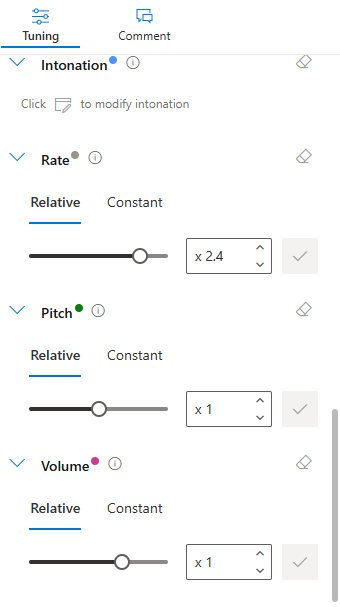 Tuning Comment
Intonation
Click to modify intonation
Rate
Relative Constant
x 2.4
Pitch
Relative Constant
x 1
Volume
Relative Constant
x 1